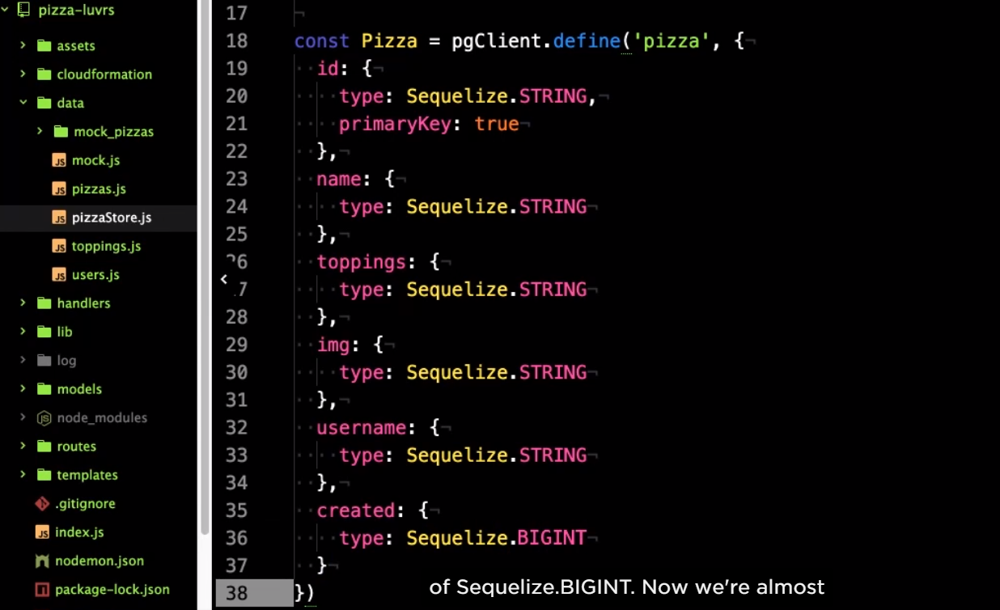 pizza-luvrs
assets
cloudformation
data
mock_pizzas
mock.js
pizzas.js
pizzaStore.js
toppings.js
users.js
handlers
lib
log
models
node_modules
routes
templates
.gitignore
index.js
nodemon.json
package-lock.json
17
18 const Pizza = pgClient.define('pizza', {
19 id: {
20 type: Sequelize.STRING,
21 primaryKey: true
22 },
23 name: {
24 type: Sequelize.STRING
25 },
26 toppings: {
27 type: Sequelize.STRING
28 },
29 img: {
30 type: Sequelize.STRING
31 },
32 username: {
33 type: Sequelize.STRING
34 },
35 created: {
36 type: Sequelize.BIGINT
37 }
38 })
of Sequelize.BIGINT. Now we're almost